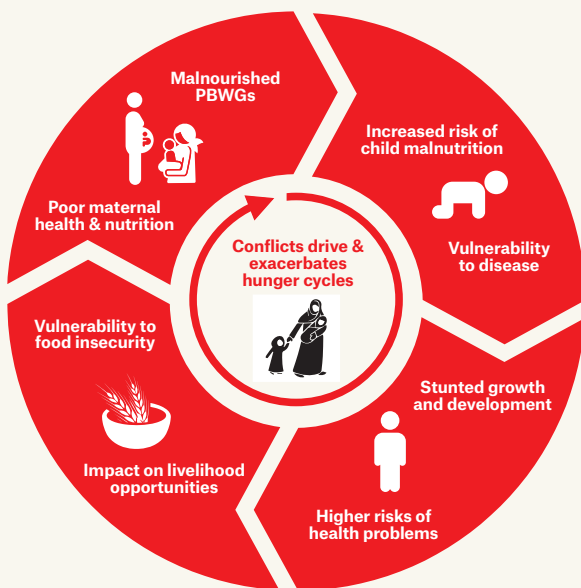 Malnourished
PBWGs
Poor maternal
health & nutrition
Increased risk of
child malnutrition
Vulnerability
to disease
Stunted growth
and development
Higher risks of
health problems
Vulnerability to
food insecurity
Impact on livelihood
opportunities
Conflicts drive &
exacerbates
hunger cycles